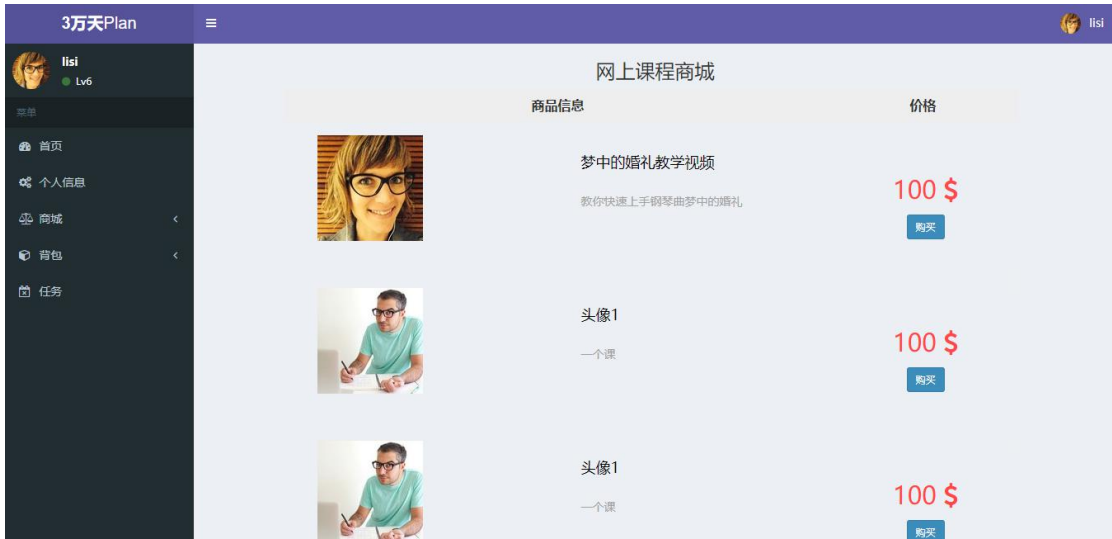 3万天Plan
lisi
lisi
Lv6
菜单
首页
个人信息
商城
背包
任务
网上课程商城
商品信息 价格
梦中的婚礼教学视频
教你快速上手钢琴曲梦中的婚礼
100 $
购买
头像1
一个课
100 $
购买
头像1
一个课
100 $
购买